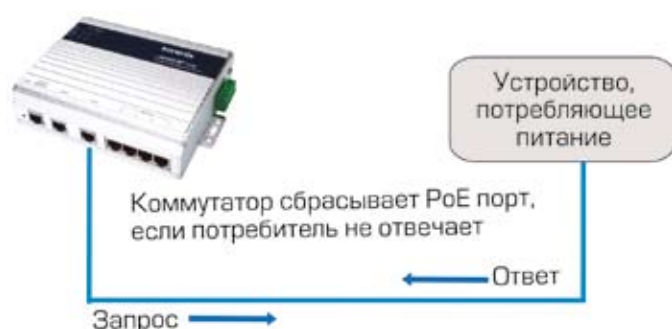 Устройство,
потребляющее
питание
Коммутатор сбрасывает PoE порт,
если потребитель не отвечает
Ответ
Запрос